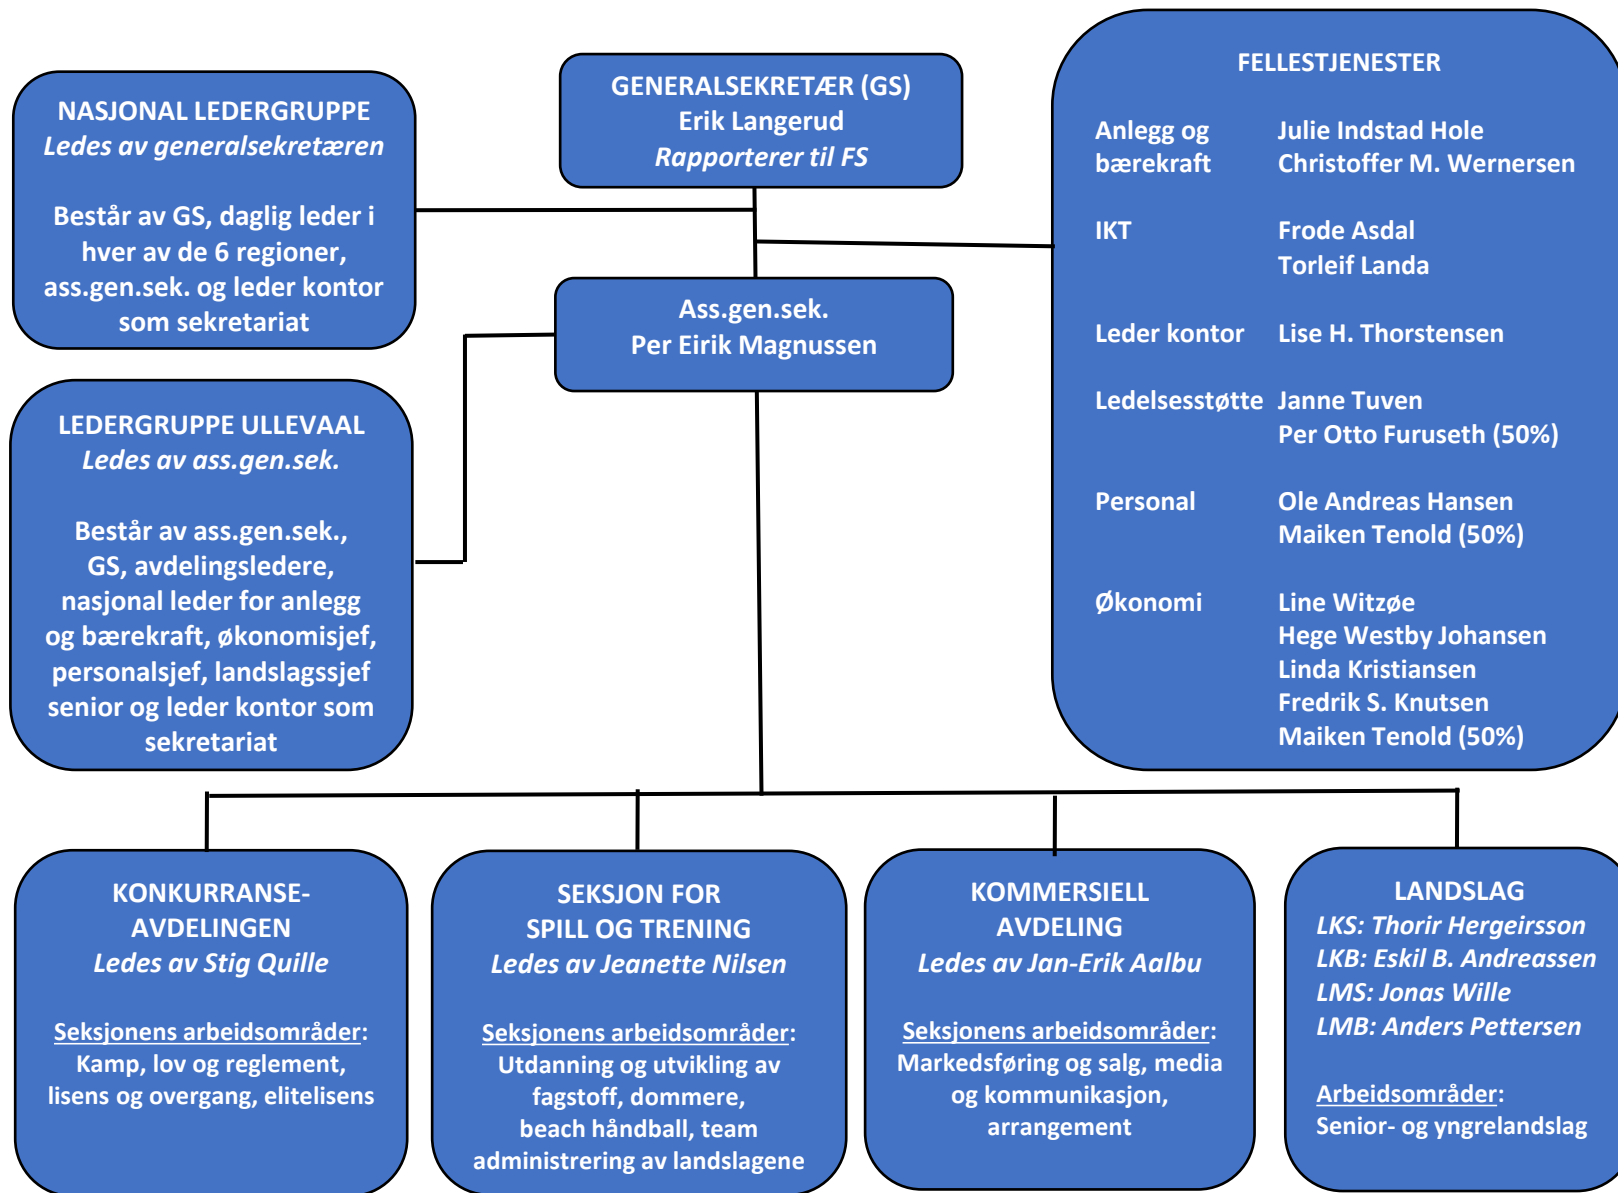 NASJONAL LEDERGRUPPE
Ledes av generalsekretæren
Består av GS, daglig leder i
hver av de 6 regioner,
ass.gen.sek. og leder kontor
som sekretariat
GENERALSEKRETÆR (GS)
Erik Langerud
Rapporterer til FS
FELLESTJENESTER
Anlegg og Julie Indstad Hole
bærekraft Christoffer M. Wernersen
IKT Frode Asdal
Torleif Landa
Leder kontor Lise H. Thorstensen
Ledelsesstøtte Janne Tuven
Per Otto Furuseth (50%)
Personal Ole Andreas Hansen
Maiken Tenold (50%)
Økonomi Line Witzøe
Hege Westby Johansen
Linda Kristiansen
Fredrik S. Knutsen
Maiken Tenold (50%)
Ass.gen.sek.
Per Eirik Magnussen
LEDERGRUPPE ULLEVAAL
Ledes av ass.gen.sek.
Består av ass.gen.sek.,
GS, avdelingsledere,
nasjonal leder for anlegg
og bærekraft, økonomisjef,
personalsjef, landslagssjef
senior og leder kontor som
sekretariat
KONKURRANSE-
AVDELINGEN
Ledes av Stig Quille
Seksjonens arbeidsområder:
Kamp, lov og reglement,
lisens og overgang, elitelisens
SEKSJON FOR
SPILL OG TRENING
Ledes av Jeanette Nilsen
Seksjonens arbeidsområder:
Utdanning og utvikling av
fagstoff, dommere,
beach håndball, team
administrering av landslagene
KOMMERSIELL
AVDELING
Ledes av Jan-Erik Aalbu
Seksjonens arbeidsområder:
Markedsføring og salg, media
og kommunikasjon,
arrangement
LANDSLAG
LKS: Thorir Hergeirsson
LKB: Eskil B. Andreassen
LMS: Jonas Wille
LMB: Anders Pettersen
Arbeidsområder:
Senior- og yngrelandslag